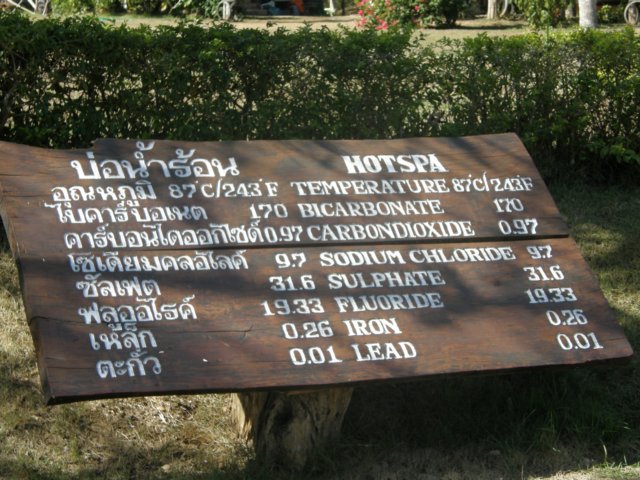 บ่อน้ำร้อน HOTSPA
อุณหภูมิ 87°C/243°F TEMPERATURE 87°C/243°F
ไบคาร์บอเนต 170 BICARBONATE 170
คาร์บอนไดออกไซด์ 0.97 CARBONDIOXIDE 0.97
โซเดียมคลอไลด์ 9.7 SODIUM CHLORIDE 9.7
ซัลเฟต 31.6 SULPHATE 31.6
ฟลูออไรค์ 19.33 FLUORIDE 19.33
เหล็ก 0.26 IRON 0.26
ตะกั่ว 0.01 LEAD 0.01